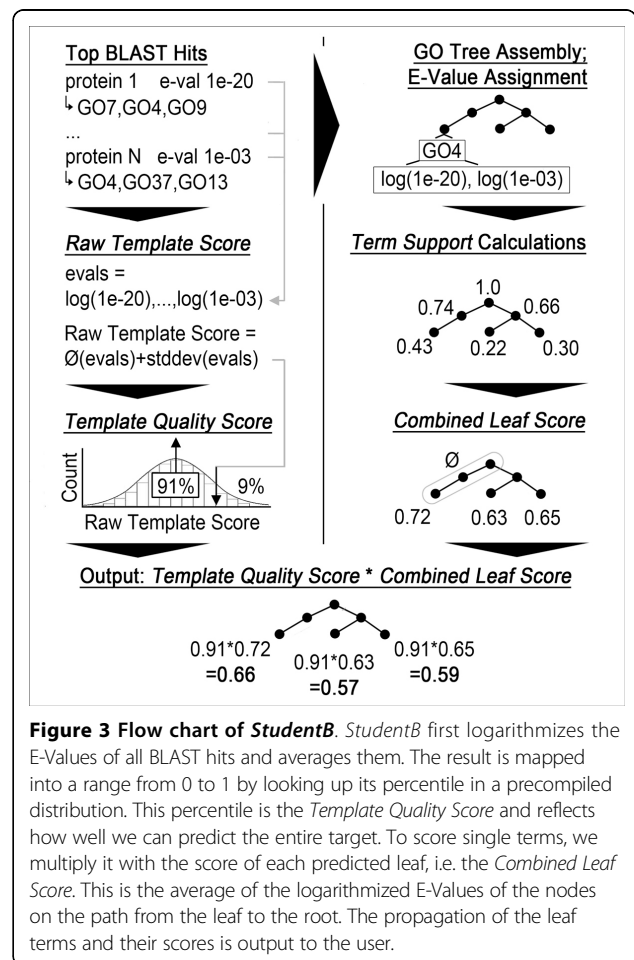 Top BLAST Hits
protein 1 e-val 1e-20
GO7,GO4,GO9
...
protein N e-val 1e-03
GO4,GO37,GO13
Raw Template Score
evals =
log(1e-20),...,log(1e-03)
Raw Template Score =
Ø(evals)+stddev(evals)
Template Quality Score
Count
91%
9%
Raw Template Score
GO Tree Assembly;
E-Value Assignment
GO4
log(1e-20), log(1e-03)
Term Support Calculations
1.0
0.74 0.66
0.43 0.22 0.30
Combined Leaf Score
Ø
0.72 0.63 0.65
Output: Template Quality Score * Combined Leaf Score
0.91*0.72 0.91*0.63 0.91*0.65
=0.66 =0.57 =0.59
Figure 3 Flow chart of StudentB. StudentB first logarithmizes the
E-Values of all BLAST hits and averages them. The result is mapped
into a range from 0 to 1 by looking up its percentile in a precompiled
distribution. This percentile is the Template Quality Score and reflects
how well we can predict the entire target. To score single terms, we
multiply it with the score of each predicted leaf, i.e. the Combined Leaf
Score. This is the average of the logarithmized E-Values of the nodes
on the path from the leaf to the root. The propagation of the leaf
terms and their scores is output to the user.